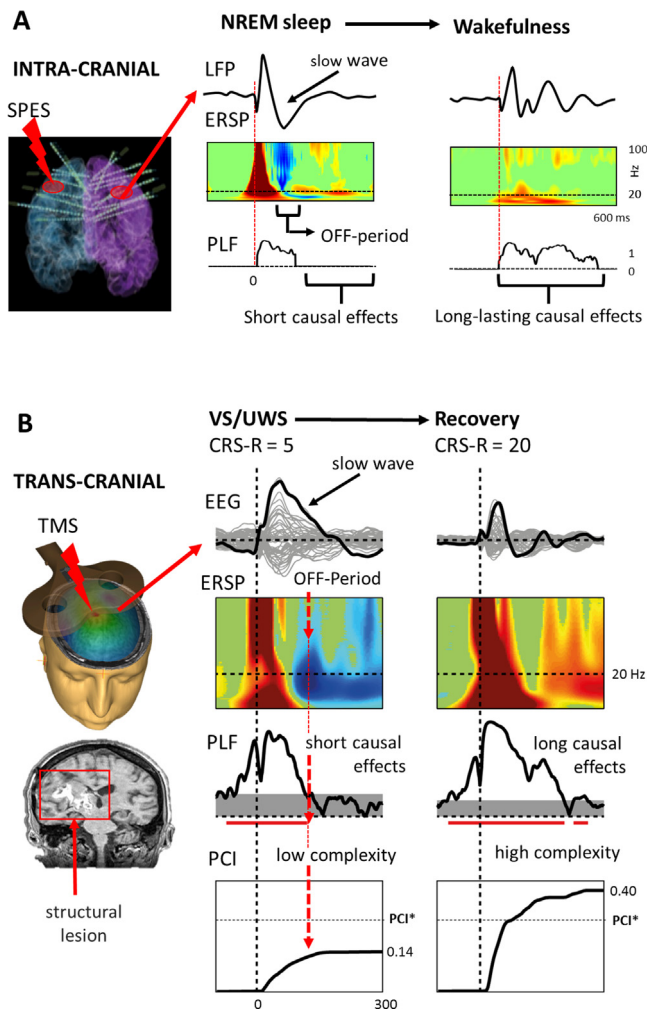 A
NREM sleep
Wakefulness
INTRA-CRANIAL
LFP
slow wave
SPES
ERSP
100
Hz
20
600 ms
OFF-period
PLF
1
0
0
Short causal effects
Long-lasting causal effects
B
VS/UWS
Recovery
CRS-R = 5
CRS-R = 20
TRANS-CRANIAL
slow wave
EEG
TMS
OFF-Period
ERSP
20 Hz
PLF
short causal
effects
long causal
effects
PCI
low complexity
high complexity
0.40
PCI*
PCI*
0.14
structural
lesion
0
300